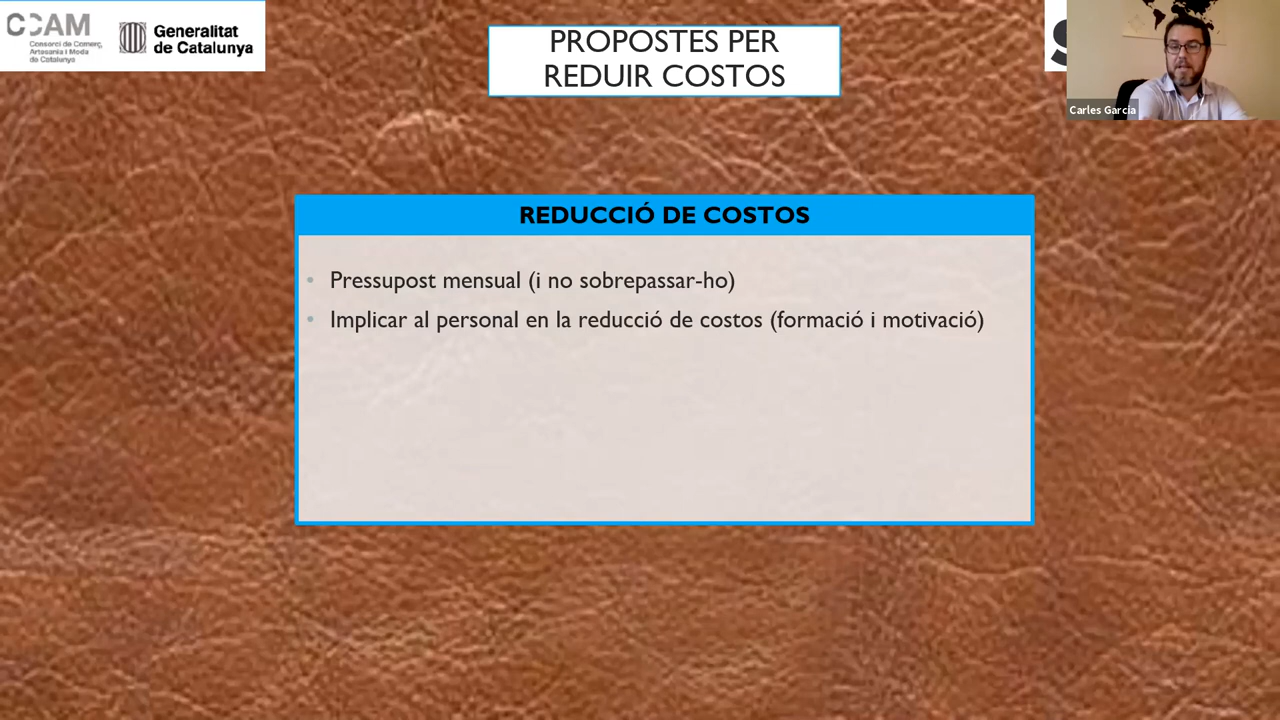 CCAM
Consorci de Comerç,
Artesania i Moda
de Catalunya
Generalitat
de Catalunya
PROPOSTES PER
REDUIR COSTOS
Carles García
REDUCCIÓ DE COSTOS
• Pressupost mensual (i no sobrepassar-ho)
• Implicar al personal en la reducció de costos (formació i motivació)